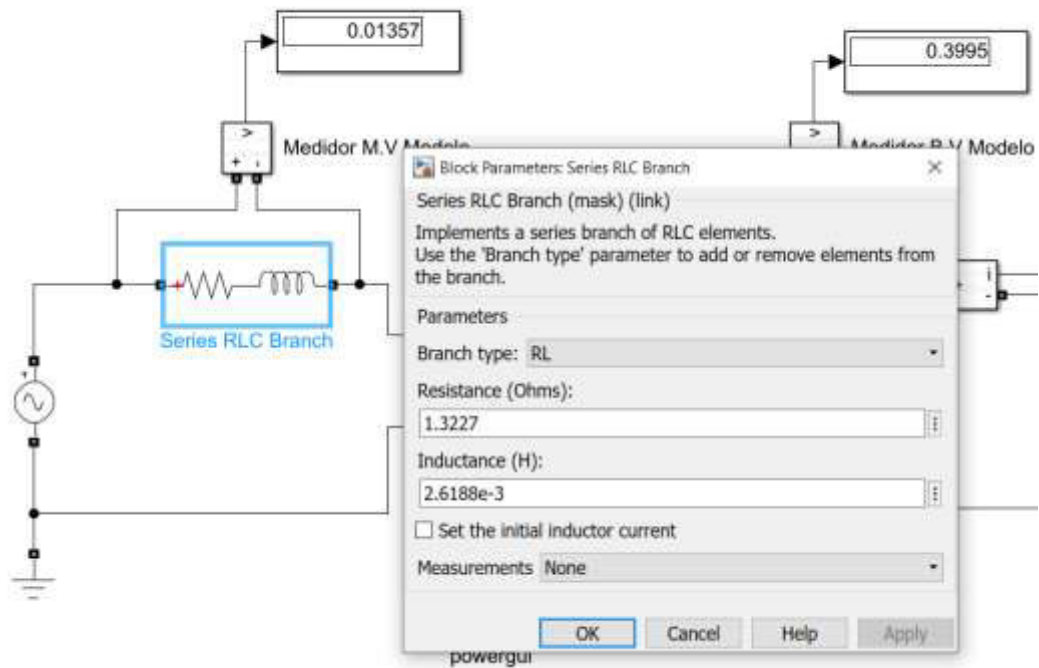 0.01357
0.3995
Medidor M.V Modelo
Medidor B.V Modelo
Block Parameters: Series RLC Branch
Series RLC Branch (mask) (link)
Implements a series branch of RLC elements.
Use the 'Branch type' parameter to add or remove elements from
the branch.
Parameters
Branch type: RL
Resistance (Ohms):
1.3227
Inductance (H):
2.6188e-3
Set the initial inductor current
Measurements None
OK Cancel Help Apply
Series RLC Branch
powergui